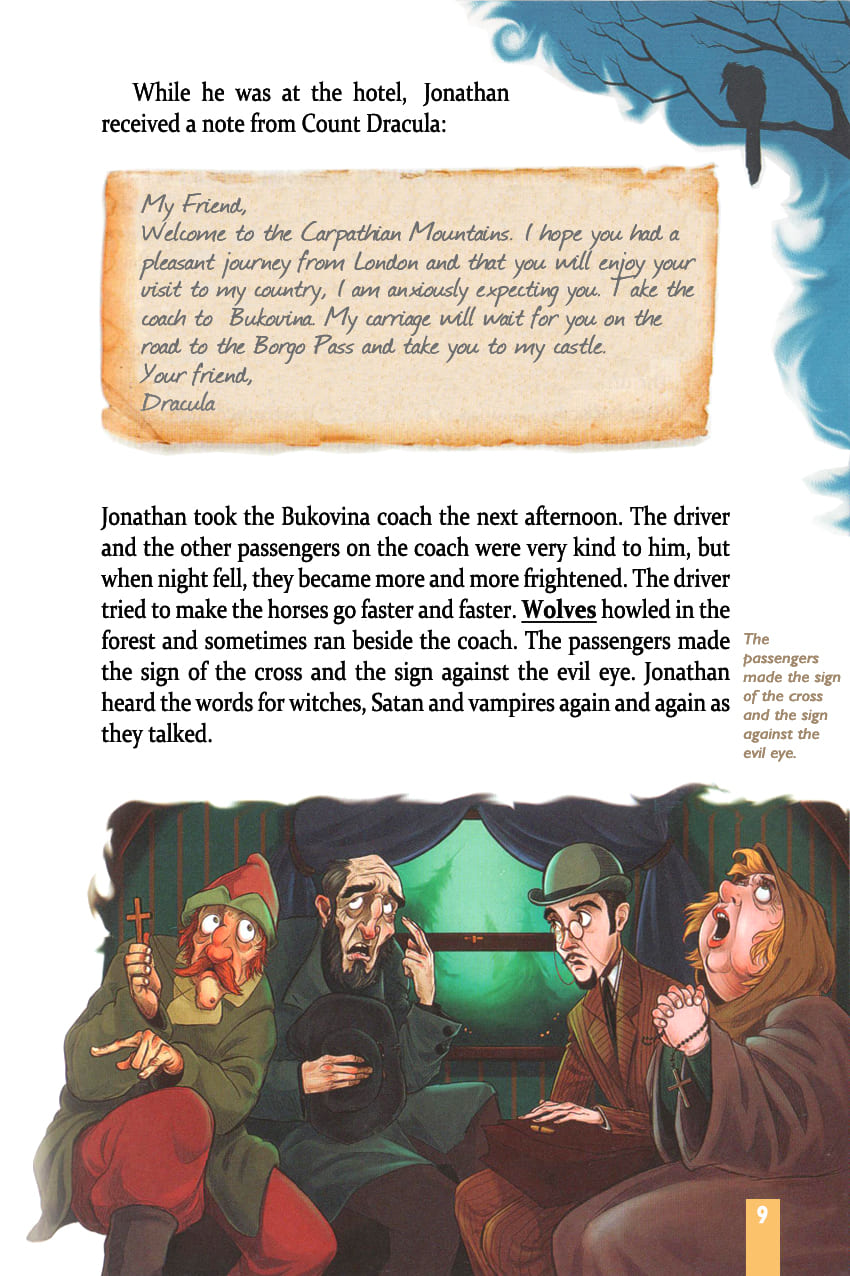 While he was at the hotel, Jonathan
received a note from Count Dracula:
My Friend,
Welcome to the Carpathian Mountains. I hope you had a
pleasant journey from London and that you will enjoy your
visit to my country, I am anxiously expecting you. Take the
coach to Bukovina. My carriage will wait for you on the
road to the Borgo Pass and take you to my castle.
Your friend,
Dracula
Jonathan took the Bukovina coach the next afternoon. The driver
and the other passengers on the coach were very kind to him, but
when night fell, they became more and more frightened. The driver
tried to make the horses go faster and faster. Wolves howled in the
forest and sometimes ran beside the coach. The passengers made
the sign of the cross and the sign against the evil eye. Jonathan
heard the words for witches, Satan and vampires again and again as
they talked.
The
passengers
made the sign
of the cross
and the sign
against the
evil eye.
9